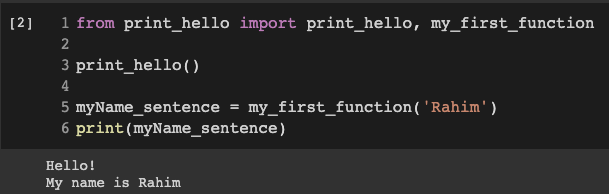 [2] 1 from print_hello import print_hello, my_first_function
2
3 print_hello()
4
5 myName_sentence = my_first_function('Rahim')
6 print(myName_sentence)
Hello!
My name is Rahim